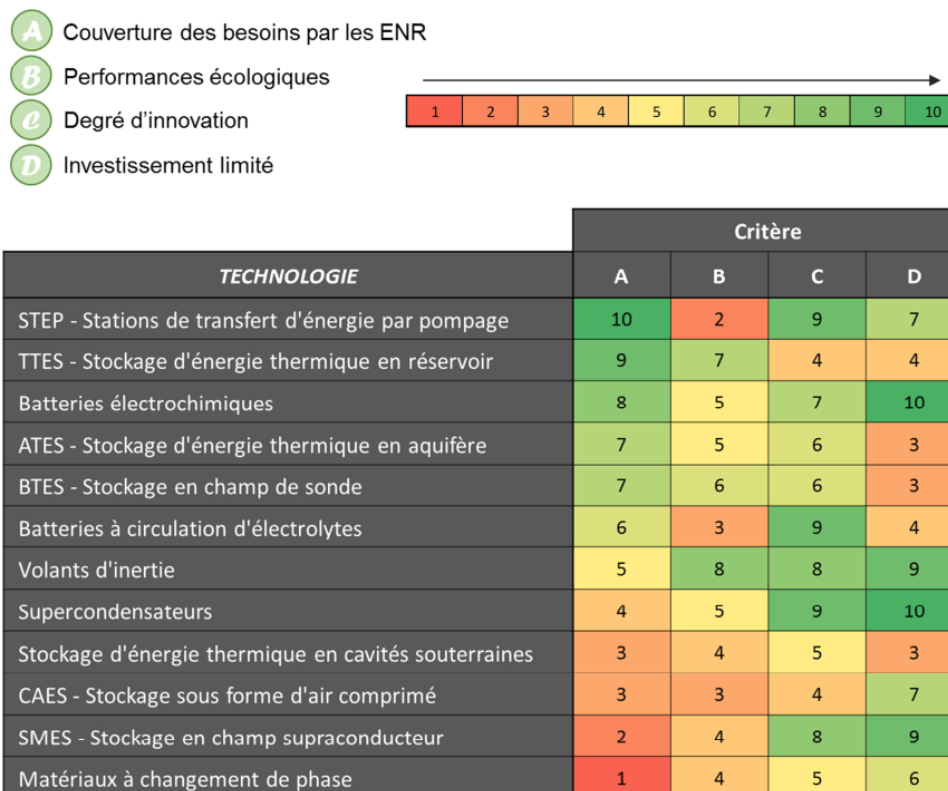 A Couverture des besoins par les ENR
B Performances écologiques
1 2 3 4 5 6 7 8 9 10
C Degré d'innovation
D Investissement limité
Critère
TECHNOLOGIE A B C D
STEP - Stations de transfert d'énergie par pompage 10 2 9 7
TTES - Stockage d'énergie thermique en réservoir 9 7 4 4
Batteries électrochimiques 8 5 7 10
ATES - Stockage d'énergie thermique en aquifère 7 5 6 3
BTES - Stockage en champ de sonde 7 6 6 3
Batteries à circulation d'électrolytes 6 3 9 4
Volants d'inertie 5 8 8 9
Supercondensateurs 4 5 9 10
Stockage d'énergie thermique en cavités souterraines 3 4 5 3
CAES - Stockage sous forme d'air comprimé 3 3 4 7
SMES - Stockage en champ supraconducteur 2 4 8 9
Matériaux à changement de phase 1 4 5 6